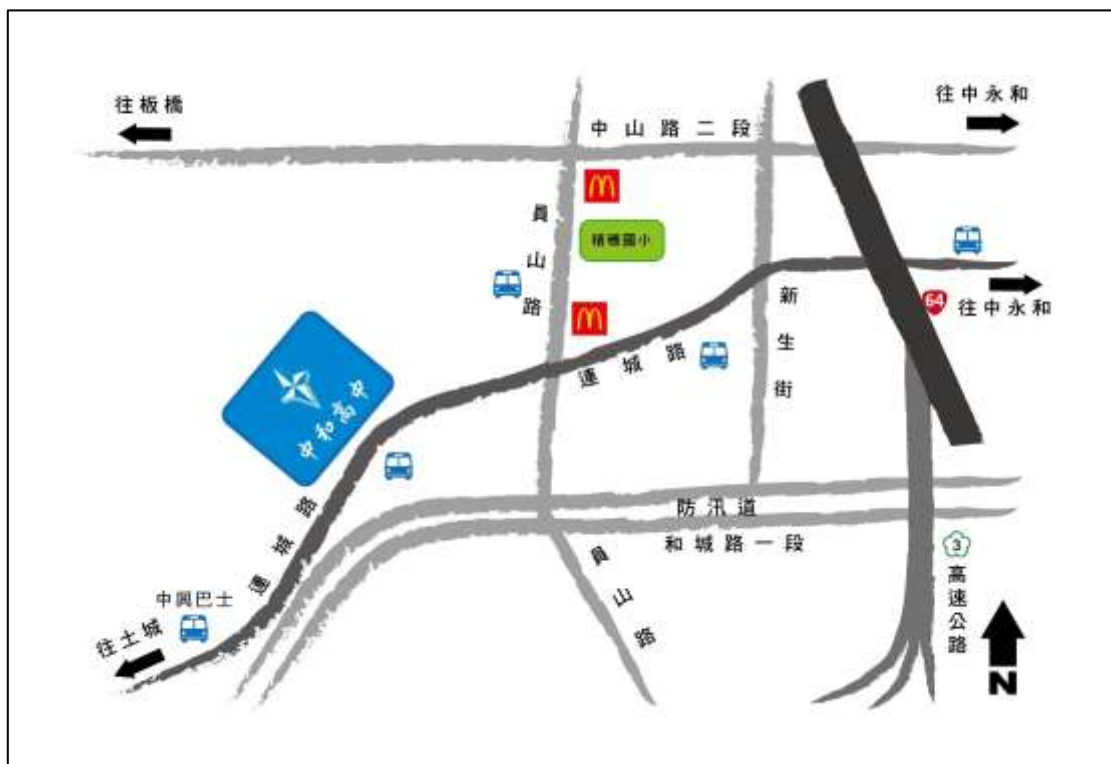 往板橋
往中永和
中山路二段
員山路
積穗國小
64
往中永和
新生街
連城路
中和高中
連城路
防汛道
和城路一段
員山路
3
高速公路
中興巴士
往土城
N